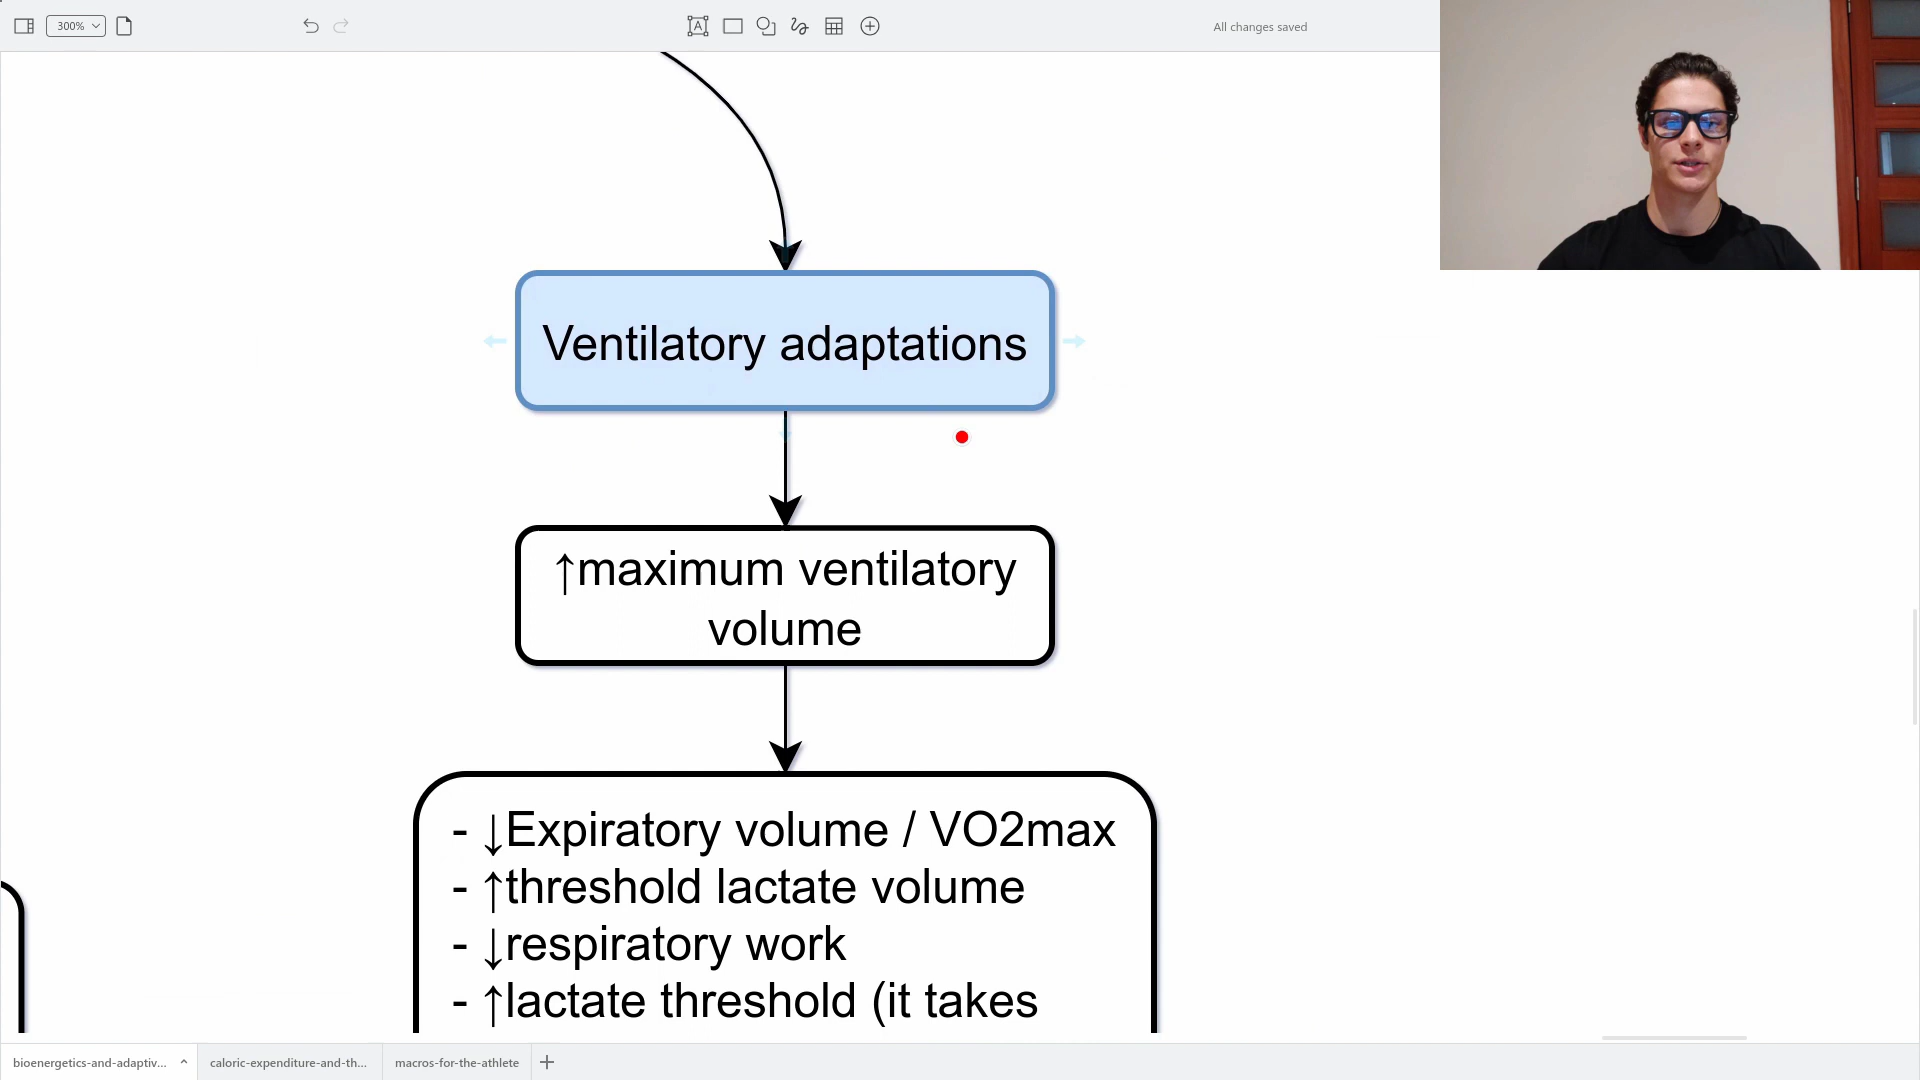 300%
All changes saved
Ventilatory adaptations
↑maximum ventilatory
volume
- ↓Expiratory volume / VO2max
- ↑threshold lactate volume
- ↓respiratory work
- ↑lactate threshold (it takes
bioenergetics-and-adaptiv...
caloric-expenditure-and-th...
macros-for-the-athlete